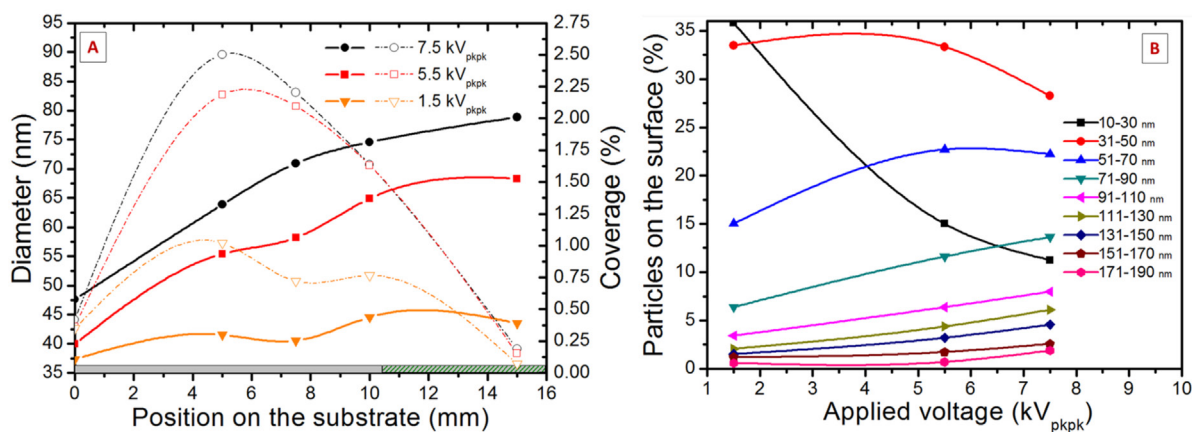 A
95
90
85
80
75
70
65
60
55
50
45
40
35
Diameter (nm)
7.5 kVpkpk
5.5 kVpkpk
1.5 kVpkpk
2.75
2.50
2.25
2.00
1.75
1.50
1.25
1.00
0.75
0.50
0.25
0.00
Coverage (%)
0 2 4 6 8 10 12 14 16
Position on the substrate (mm)
B
35
30
25
20
15
10
5
0
Particles on the surface (%)
10-30 nm
31-50 nm
51-70 nm
71-90 nm
91-110 nm
111-130 nm
131-150 nm
151-170 nm
171-190 nm
1 2 3 4 5 6 7 8 9 10
Applied voltage (kVpkpk)